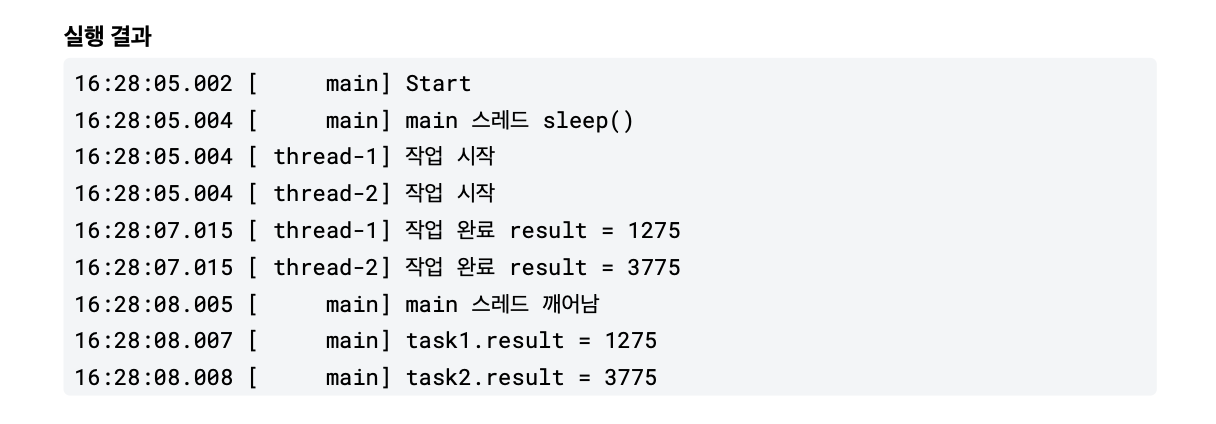 실행 결과
16:28:05.002 [     main] Start
16:28:05.004 [     main] main 스레드 sleep()
16:28:05.004 [ thread-1] 작업 시작
16:28:05.004 [ thread-2] 작업 시작
16:28:07.015 [ thread-1] 작업 완료 result = 1275
16:28:07.015 [ thread-2] 작업 완료 result = 3775
16:28:08.005 [     main] main 스레드 깨어남
16:28:08.007 [     main] task1.result = 1275
16:28:08.008 [     main] task2.result = 3775